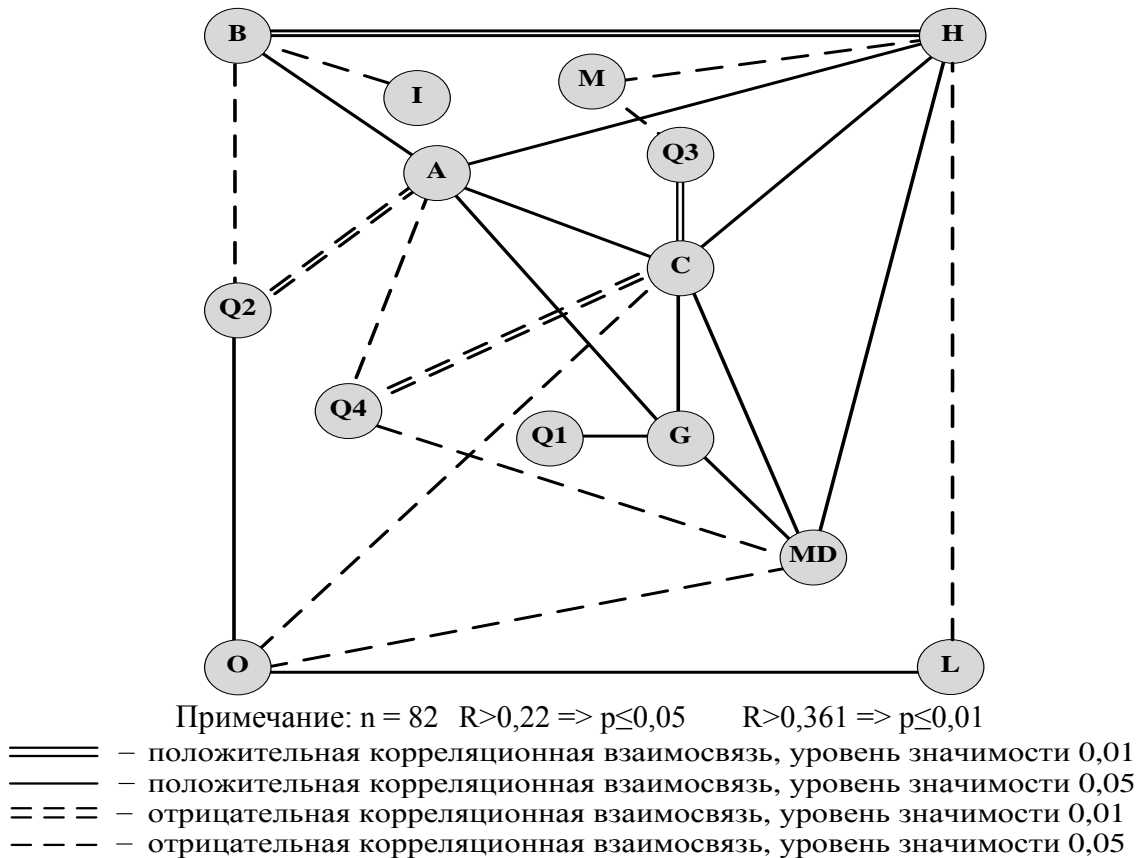 B
H
M
I
Q3
A
C
Q2
Q4
Q1
G
MD
O
L
Примечание: n = 82 R>0,22 => p≤0,05 R>0,361 => p≤0,01
– положительная корреляционная взаимосвязь, уровень значимости 0,01
– положительная корреляционная взаимосвязь, уровень значимости 0,05
– отрицательная корреляционная взаимосвязь, уровень значимости 0,01
– отрицательная корреляционная взаимосвязь, уровень значимости 0,05